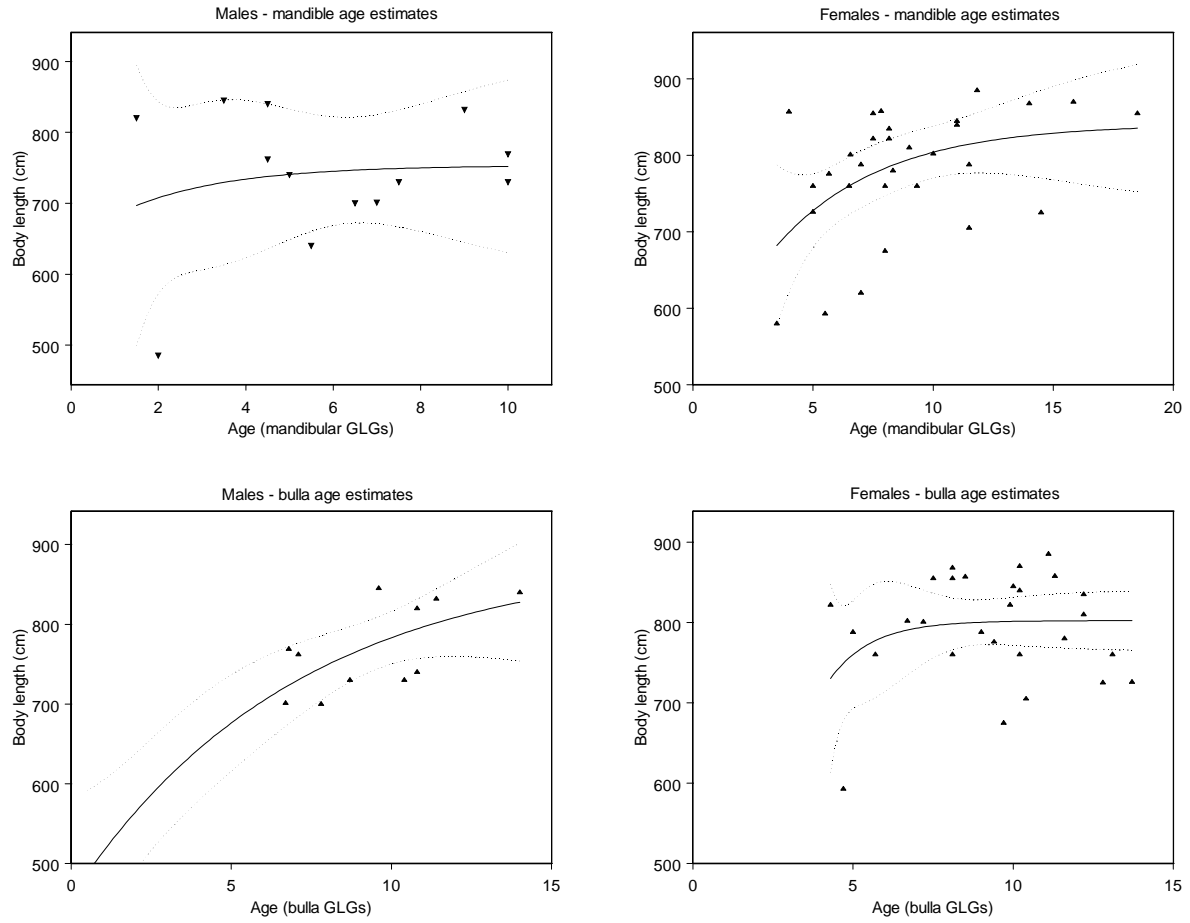 Males - mandible age estimates
900
800
700
600
500
Body length (cm)
0 2 4 6 8 10
Age (mandibular GLGs)
Females - mandible age estimates
900
800
700
600
500
Body length (cm)
0 5 10 15 20
Age (mandibular GLGs)
Males - bulla age estimates
900
800
700
600
500
Body length (cm)
0 5 10 15
Age (bulla GLGs)
Females - bulla age estimates
900
800
700
600
500
Body length (cm)
0 5 10 15
Age (bulla GLGs)